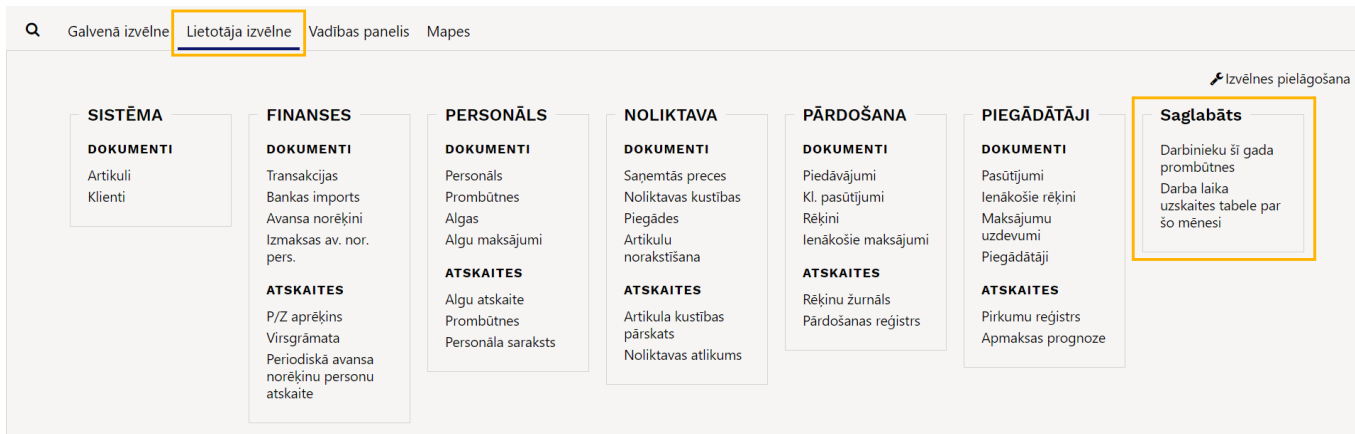 Galvenā izvēlne Lietotāja izvēlne Vadības panelis Mapes
Izvēlnes pielāgošana
SISTĒMA
DOKUMENTI
Artikuli
Klienti
FINANSES
DOKUMENTI
Transakcijas
Bankas imports
Avansa norēķini
Izmaksas av. nor.
pers.
ATSKAITES
P/Z aprēķins
Virsgrāmata
Periodiskā avansa
norēķinu personu
atskaite
PERSONĀLS
DOKUMENTI
Personāls
Prombūtnes
Algas
Algu maksājumi
ATSKAITES
Algu atskaite
Prombūtnes
Personāla saraksts
NOLIKTAVA
DOKUMENTI
Saņemtās preces
Noliktavas kustības
Piegādes
Artikulu
norakstīšana
ATSKAITES
Artikula kustības
pārskats
Noliktavas atlikums
PĀRDOŠANA
DOKUMENTI
Piedāvājumi
Kl. pasūtījumi
Rēķini
Ienākošie maksājumi
ATSKAITES
Rēķinu žurnāls
Pārdošanas reģistrs
PIEGĀDĀTĀJI
DOKUMENTI
Pasūtījumi
Ienākošie rēķini
Maksājumu
uzdevumi
Piegādātāji
ATSKAITES
Pirkumu reģistrs
Apmaksas prognoze
Saglabāts
Darbinieku šī gada
prombūtnes
Darba laika
uzskaites tabele par
šo mēnesi